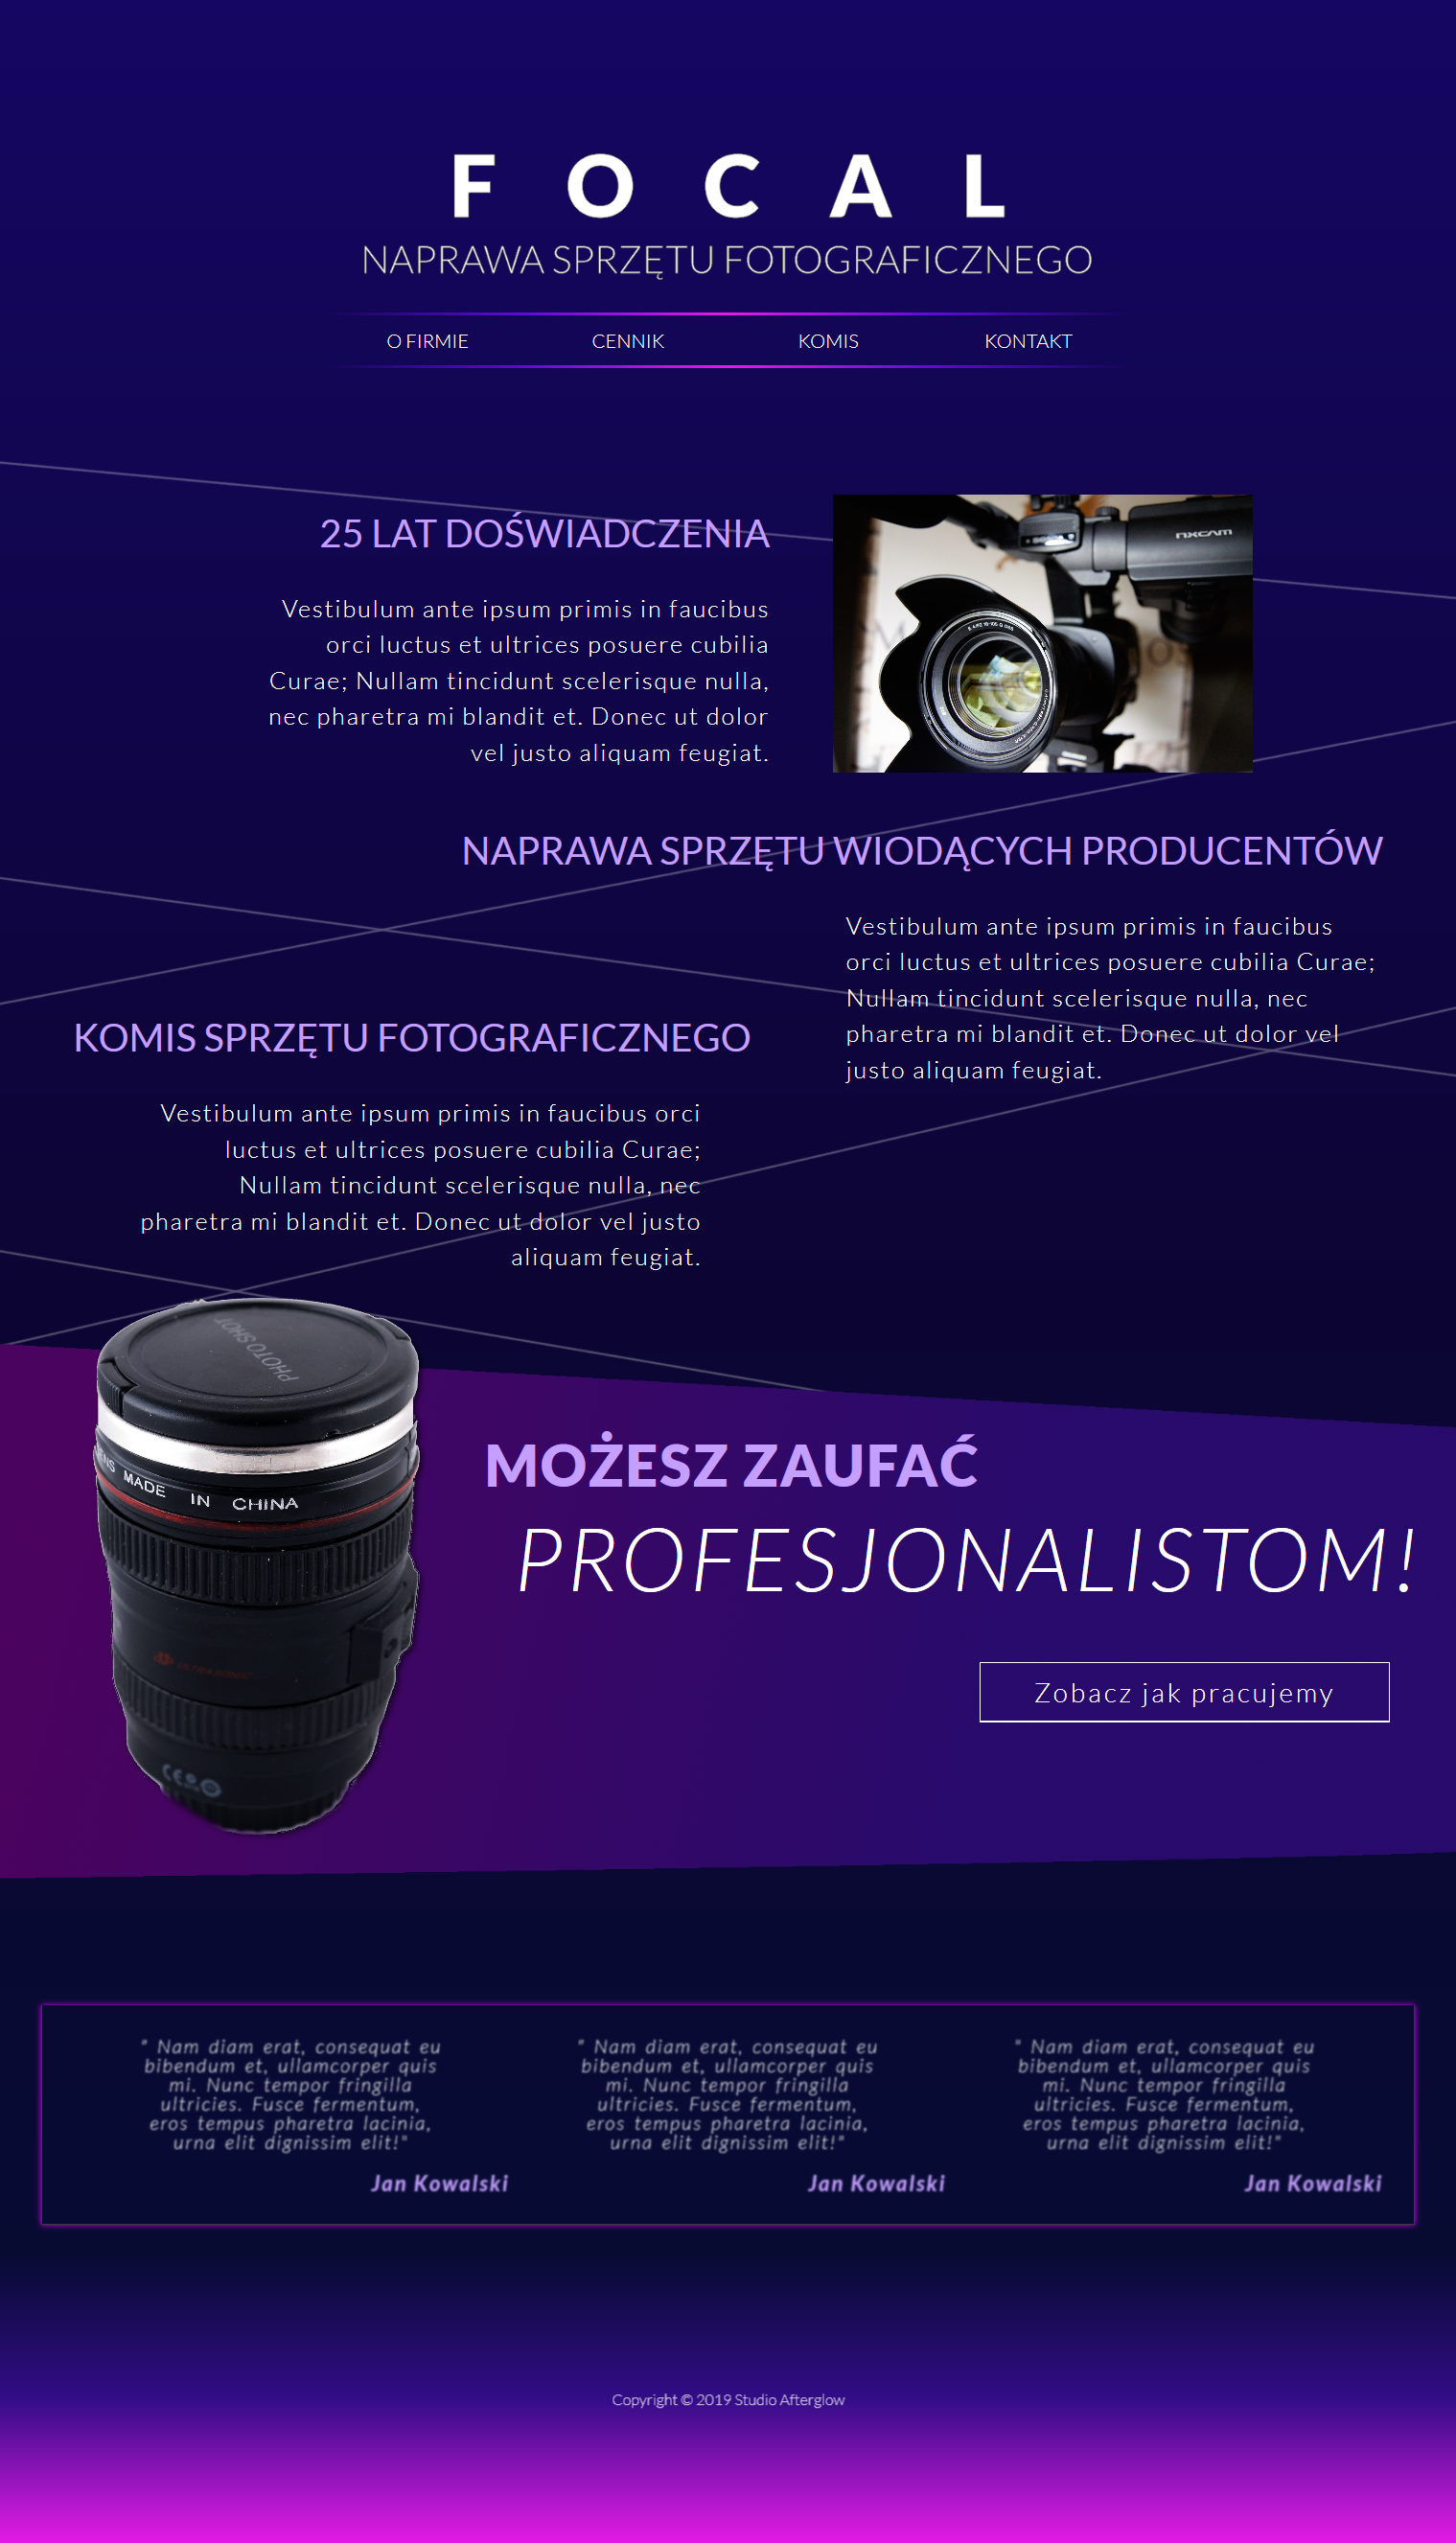 F O C A L
NAPRAWA SPRZĘTU FOTOGRAFICZNEGO
O FIRMIE
CENNIK
KOMIS
KONTAKT
25 LAT DOŚWIADCZENIA
Vestibulum ante ipsum primis in faucibus
orci luctus et ultrices posuere cubilia
Curae; Nullam tincidunt scelerisque nulla,
nec pharetra mi blandit et. Donec ut dolor
vel justo aliquam feugiat.
NXCAM
NAPRAWA SPRZĘTU WIODĄCYCH PRODUCENTÓW
Vestibulum ante ipsum primis in faucibus
orci luctus et ultrices posuere cubilia Curae;
Nullam tincidunt scelerisque nulla, nec
pharetra mi blandit et. Donec ut dolor vel
justo aliquam feugiat.
KOMIS SPRZĘTU FOTOGRAFICZNEGO
Vestibulum ante ipsum primis in faucibus orci
luctus et ultrices posuere cubilia Curae;
Nullam tincidunt scelerisque nulla, nec
pharetra mi blandit et. Donec ut dolor vel justo
aliquam feugiat.
PHOTO SHOT
MADE IN CHINA
CE
MOŻESZ ZAUFAĆ
PROFESJONALISTOM!
Zobacz jak pracujemy
" Nam diam erat, consequat eu
bibendum et, ullamcorper quis
mi. Nunc tempor fringilla
ultricies. Fusce fermentum,
eros tempus pharetra lacinia,
urna elit dignissim elit!"
Jan Kowalski
" Nam diam erat, consequat eu
bibendum et, ullamcorper quis
mi. Nunc tempor fringilla
ultricies. Fusce fermentum,
eros tempus pharetra lacinia,
urna elit dignissim elit!"
Jan Kowalski
" Nam diam erat, consequat eu
bibendum et, ullamcorper quis
mi. Nunc tempor fringilla
ultricies. Fusce fermentum,
eros tempus pharetra lacinia,
urna elit dignissim elit!"
Jan Kowalski
Copyright © 2019 Studio Afterglow